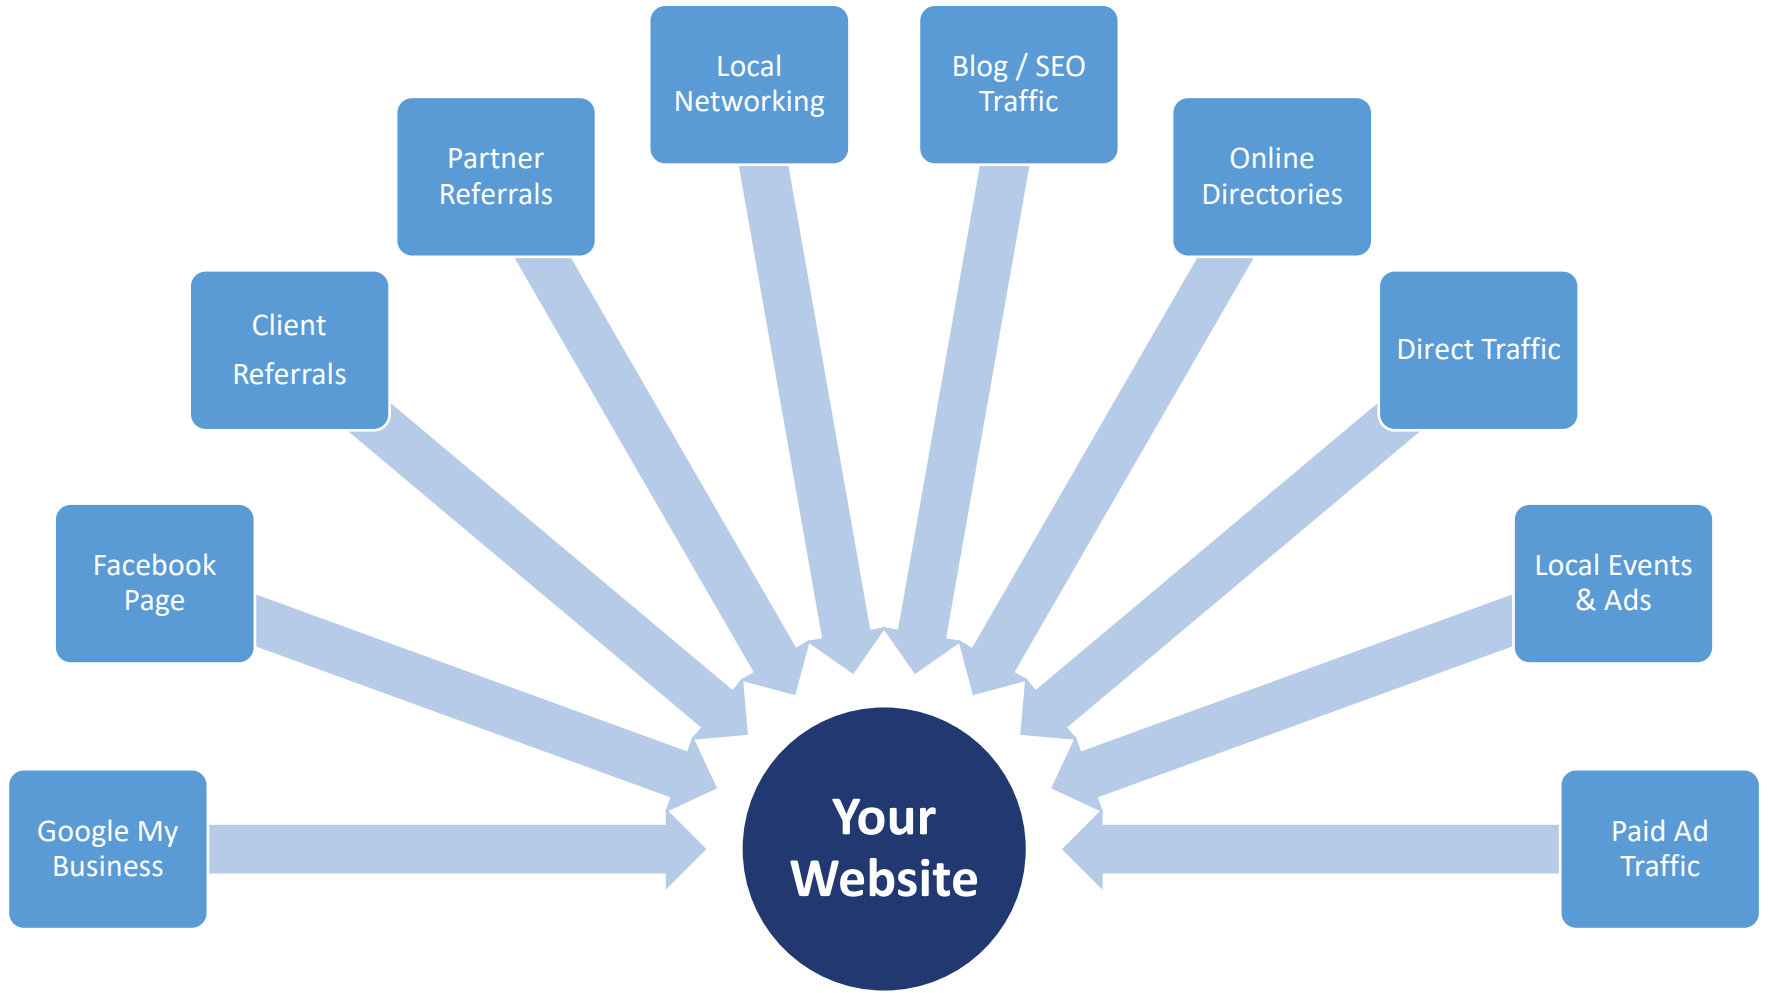 Local
Networking
Blog / SEO
Traffic
Partner
Referrals
Online
Directories
Client
Referrals
Direct Traffic
Facebook
Page
Local Events
& Ads
Google My
Business
Your
Website
Paid Ad
Traffic